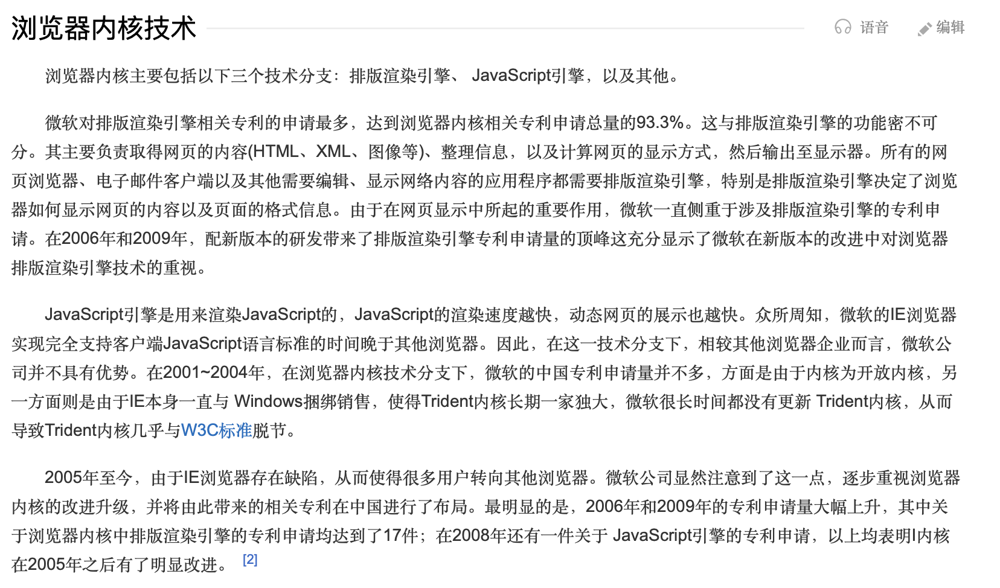 浏览器内核技术
语音
编辑
浏览器内核主要包括以下三个技术分支：排版渲染引擎、 JavaScript引擎，以及其他。
微软对排版渲染引擎相关专利的申请最多，达到浏览器内核相关专利申请总量的93.3%。这与排版渲染引擎的功能密不可
分。其主要负责取得网页的内容(HTML、XML、图像等)、整理信息，以及计算网页的显示方式，然后输出至显示器。所有的网
页浏览器、电子邮件客户端以及其他需要编辑、显示网络内容的应用程序都需要排版渲染引擎，特别是排版渲染引擎决定了浏览
器如何显示网页的内容以及页面的格式信息。由于在网页显示中所起的重要作用，微软一直侧重于涉及排版渲染引擎的专利申
请。在2006年和2009年，配新版本的研发带来了排版渲染引擎专利申请量的顶峰这充分显示了微软在新版本的改进中对浏览器
排版渲染引擎技术的重视。
JavaScript引擎是用来渲染JavaScript的，JavaScript的渲染速度越快，动态网页的展示也越快。众所周知，微软的IE浏览器
实现完全支持客户端JavaScript语言标准的时间晚于其他浏览器。因此，在这一技术分支下，相较其他浏览器企业而言，微软公
司并不具有优势。在2001~2004年，在浏览器内核技术分支下，微软的中国专利申请量并不多，方面是由于内核为开放内核，另
一方面则是由于IE本身一直与 Windows捆绑销售，使得Trident内核长期一家独大，微软很长时间都没有更新 Trident内核，从而
导致Trident内核几乎与W3C标准脱节。
2005年至今，由于IE浏览器存在缺陷，从而使得很多用户转向其他浏览器。微软公司显然注意到了这一点，逐步重视浏览器
内核的改进升级，并将由此带来的相关专利在中国进行了布局。最明显的是，2006年和2009年的专利申请量大幅上升，其中关
于浏览器内核中排版渲染引擎的专利申请均达到了17件；在2008年还有一件关于 JavaScript引擎的专利申请，以上均表明I内核
在2005年之后有了明显改进。 [2]